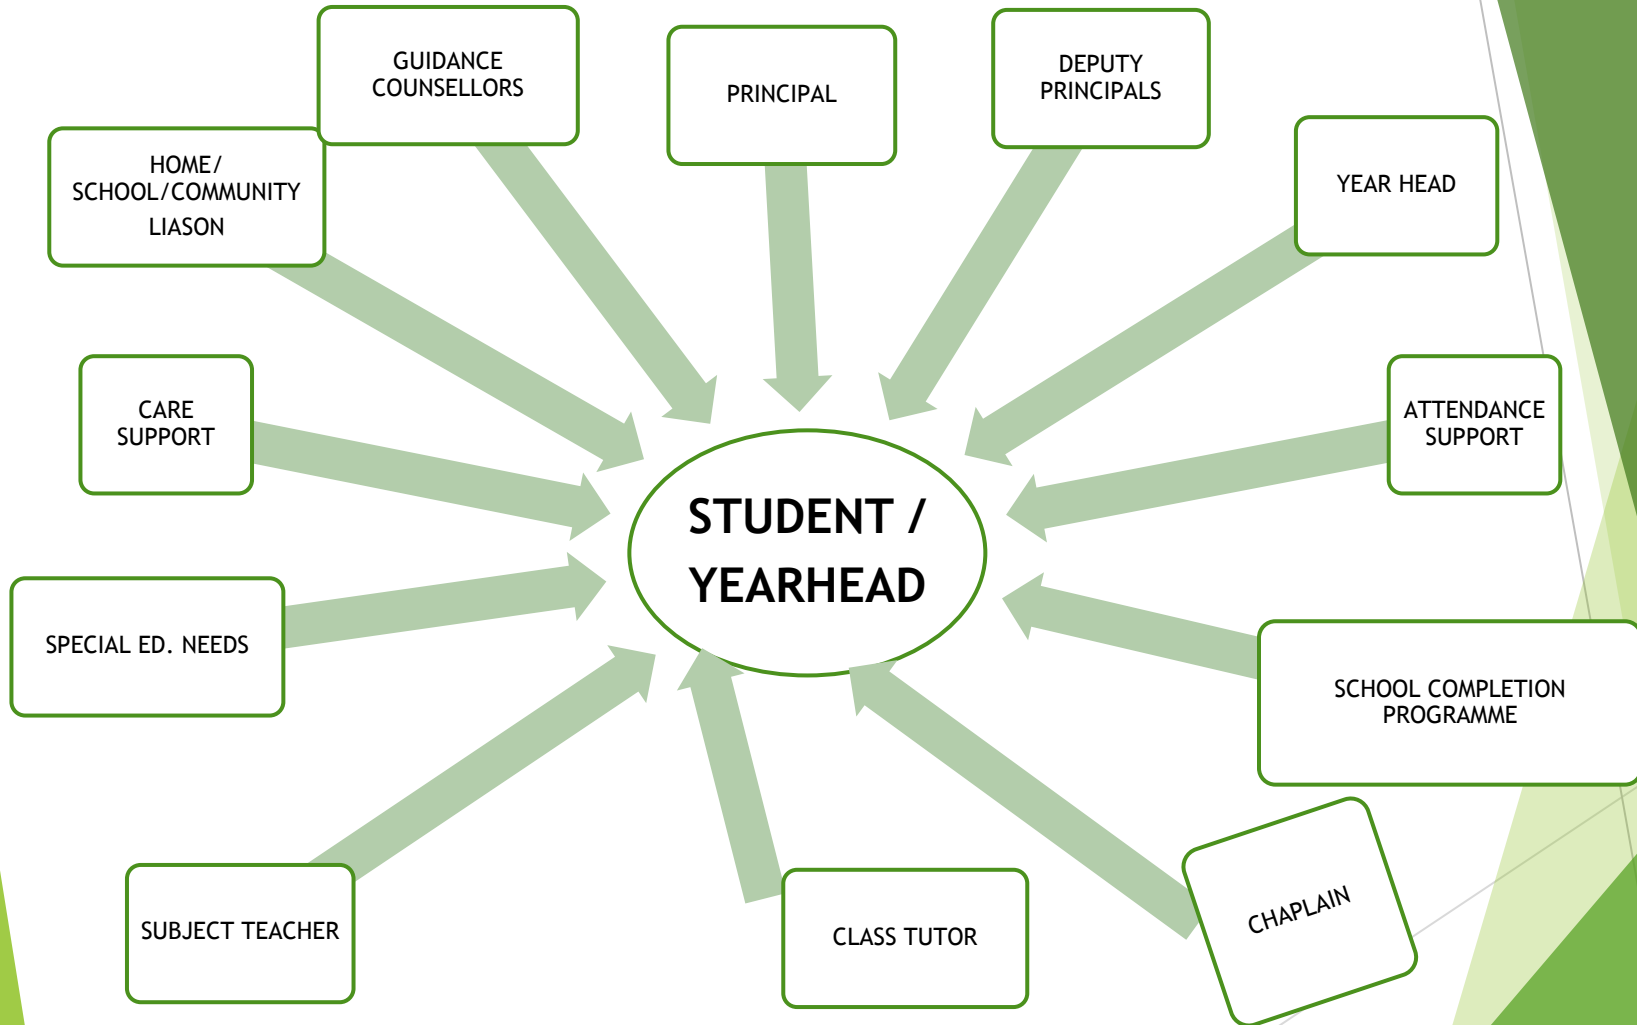 GUIDANCE
COUNSELLORS
PRINCIPAL
DEPUTY
PRINCIPALS
YEAR HEAD
HOME/
SCHOOL/COMMUNITY
LIASON
CARE
SUPPORT
ATTENDANCE
SUPPORT
STUDENT /
YEARHEAD
SPECIAL ED. NEEDS
SCHOOL COMPLETION
PROGRAMME
SUBJECT TEACHER
CLASS TUTOR
CHAPLAIN